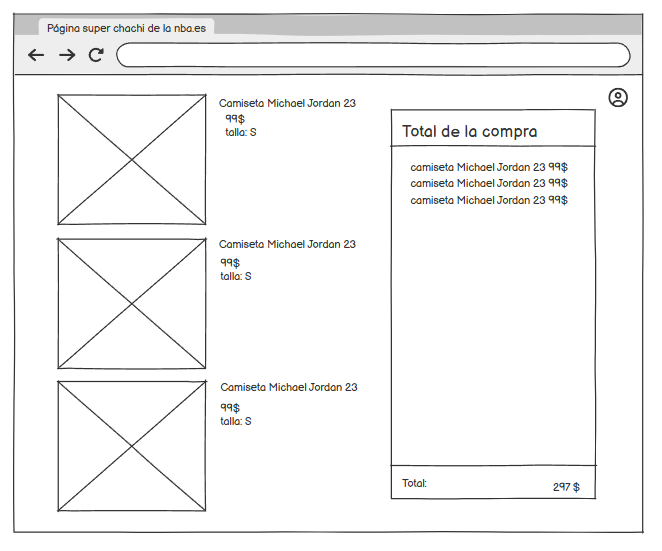 Página super chachi de la nba.es
Camiseta Michael Jordan 23
99$
talla: S
Camiseta Michael Jordan 23
99$
talla: S
Camiseta Michael Jordan 23
99$
talla: S
Total de la compra
camiseta Michael Jordan 23 99$
camiseta Michael Jordan 23 99$
camiseta Michael Jordan 23 99$
Total:
297 $